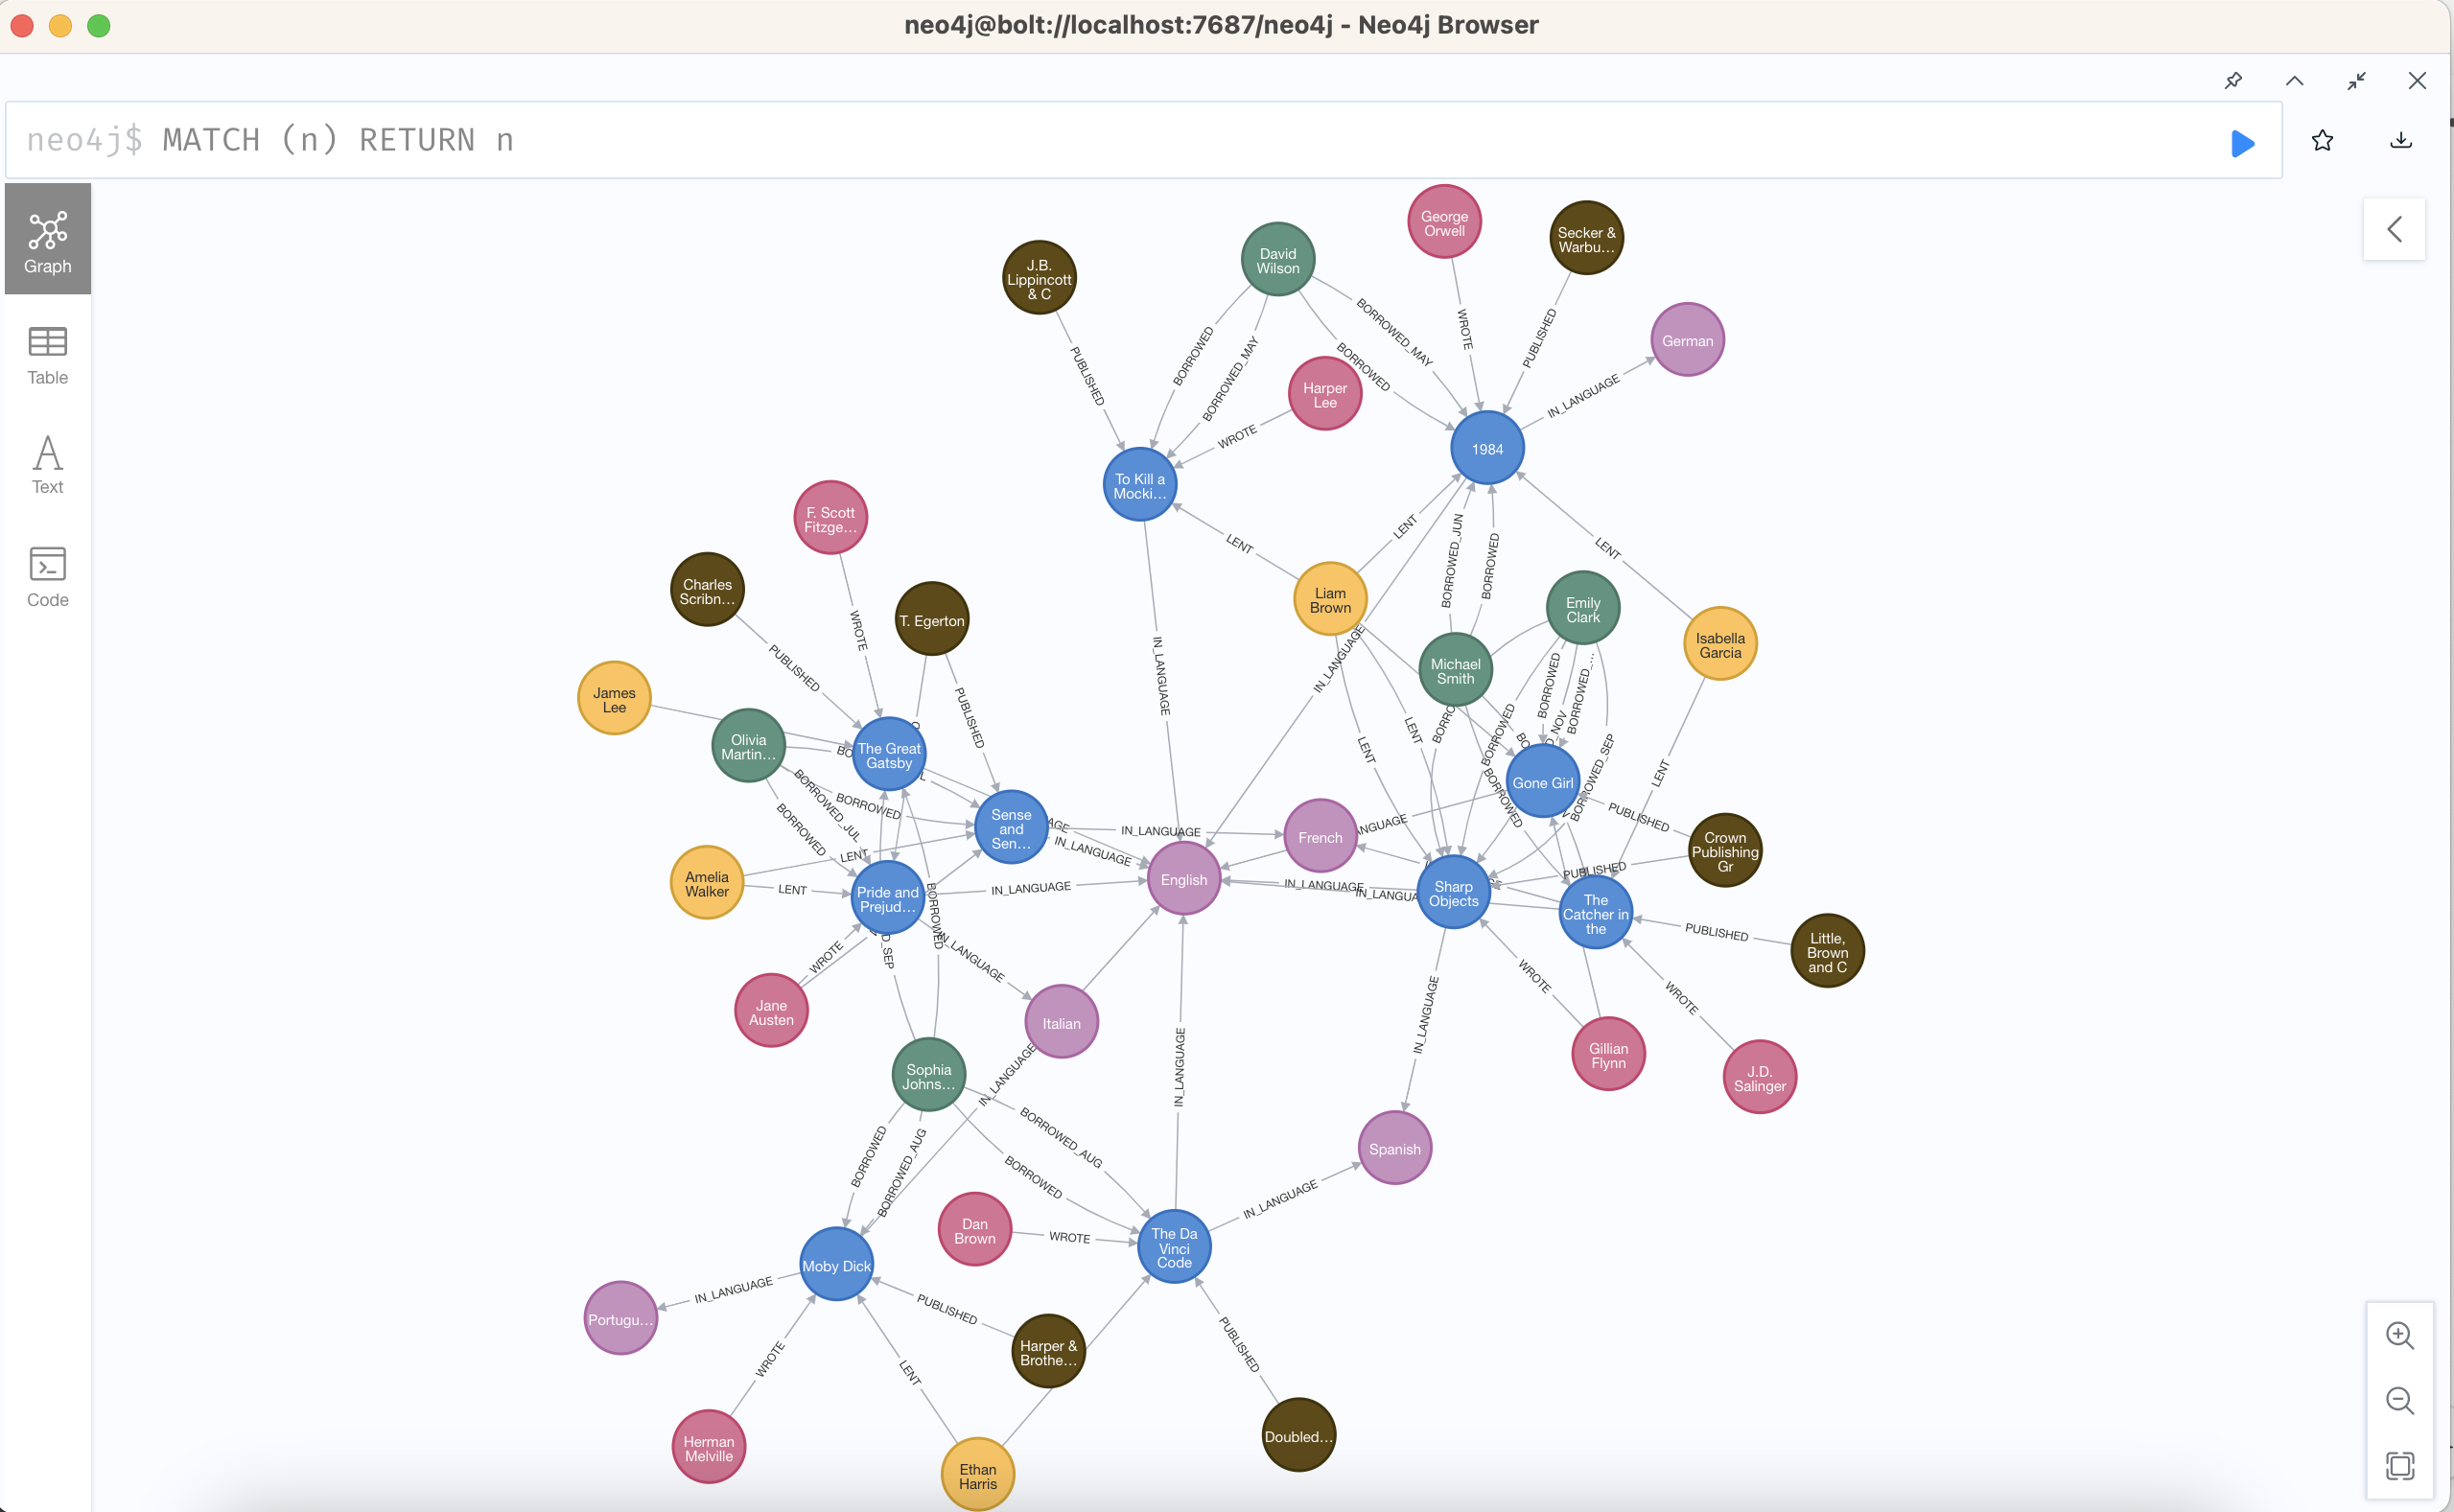 neo4j@bolt://localhost:7687/neo4j - Neo4j Browser
neo4j$ MATCH (n) RETURN n
Graph
Table
Text
Code
George
Orwell
Secker &
Warbu...
David
Wilson
J.B.
Lippincott
& C
German
Harper
Lee
1984
To Kill a
Mocki...
F. Scott
Fitzge...
Charles
Scribn...
T. Egerton
Liam
Brown
Emily
Clark
Isabella
Garcia
Michael
Smith
James
Lee
Olivia
Martin...
The Great
Gatsby
Gone Girl
Sense
and
Sen...
French
Crown
Publishing
Gr
Amelia
Walker
English
Pride and
Prejud...
Sharp
Objects
The
Catcher in
the
Little,
Brown
and C
Jane
Austen
Italian
Gillian
Flynn
J.D.
Salinger
Sophia
Johns...
Spanish
Dan
Brown
The Da
Vinci
Code
Moby Dick
Portugu...
Harper &
Brothe...
Doubled...
Herman
Melville
Ethan
Harris
PUBLISHED
BORROWED
BORROWED_MAY
BORROWED_MAY
BORROWED
WROTE
PUBLISHED
IN_LANGUAGE
WROTE
LENT
LENT
LENT
BORROWED_JUN
BORROWED
IN_LANGUAGE
IN_LANGUAGE
WROTE
PUBLISHED
PUBLISHED
BORROWED
BORROWED_...
BORROWED_SEP
BORROWED
BORROWED
LENT
LENT
LENT
PUBLISHED
PUBLISHED
PUBLISHED
BORROWED
BORROWED_JUL
BORROWED
LENT
LENT
IN_LANGUAGE
IN_LANGUAGE
IN_LANGUAGE
IN_LANGUAGE
BORROWED
WROTE
IN_LANGUAGE
WROTE
WROTE
IN_LANGUAGE
IN_LANGUAGE
IN_LANGUAGE
BORROWED
BORROWED_AUG
BORROWED_AUG
BORROWED
WROTE
IN_LANGUAGE
IN_LANGUAGE
PUBLISHED
WROTE
LENT
PUBLISHED